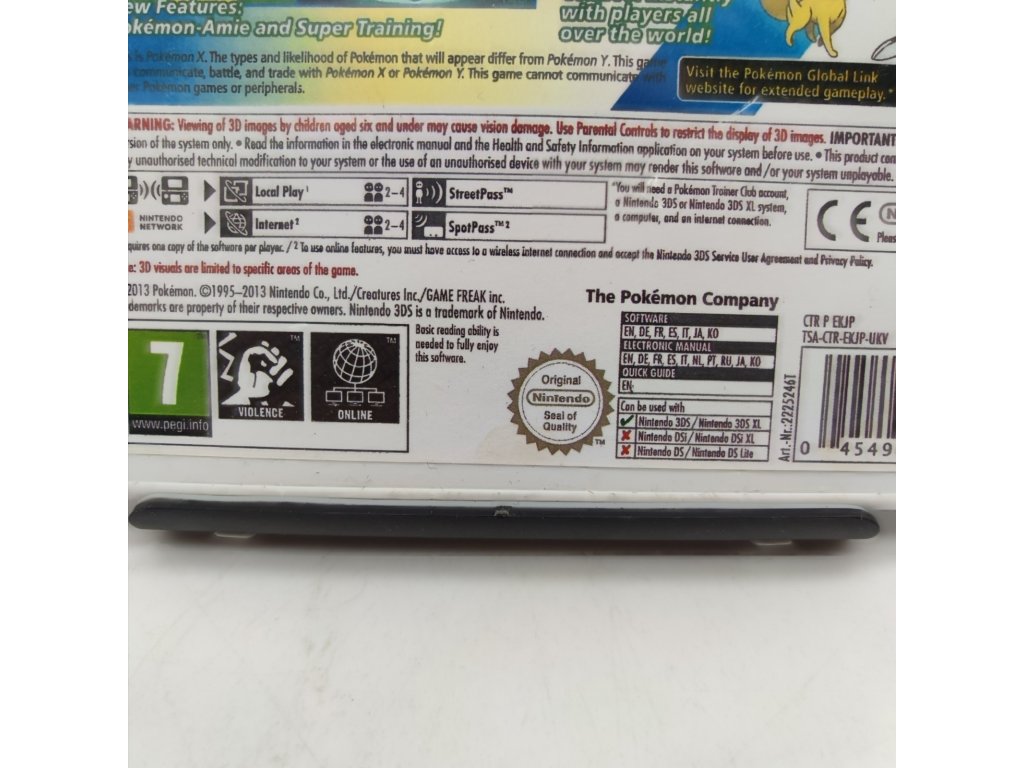 ew Features:
okémon-Amie and Super Training!
with players all
over the world!
is Pokémon X. The types and likelihood of Pokémon that will appear differ from Pokémon Y. This game
communicate, battle, and trade with Pokémon X or Pokémon Y. This game cannot communicate with
er Pokémon games or peripherals.
Visit the Pokémon Global Link
website for extended gameplay.*
ARNING: Viewing of 3D images by children aged six and under may cause vision damage. Use Parental Controls to restrict the display of 3D images. IMPORTANT
rsion of the system only. • Read the information in the electronic manual and the Health and Safety Information application on your system before use. • This product con
y unauthorised technical modification to your system or the use of an unauthorised device with your system may render this software and/or your system unplayable.
Local Play¹ 2-4
StreetPass™
NINTENDO
NETWORK
Internet² 2-4
SpotPass™²
*You will need a Pokémon Trainer Club account,
a Nintendo 3DS or Nintendo 3DS XL system,
a computer, and an internet connection.
CE
Pleas
quires one copy of the software per player. / ² To use online features, you must have access to a wireless internet connection and accept the Nintendo 3DS Service User Agreement and Privacy Policy.
e: 3D visuals are limited to specific areas of the game.
2013 Pokémon. ©1995–2013 Nintendo Co., Ltd./Creatures Inc./GAME FREAK inc.
demarks are property of their respective owners. Nintendo 3DS is a trademark of Nintendo.
The Pokémon Company
7
www.pegi.info
VIOLENCE
ONLINE
TM
TM
Basic reading ability is
needed to fully enjoy
this software.
Original
Nintendo
Seal of
Quality
TM
SOFTWARE
EN, DE, FR, ES, IT, JA, KO
ELECTRONIC MANUAL
EN, DE, FR, ES, IT, NL, PT, RU, JA, KO
QUICK GUIDE
EN
Can be used with
Nintendo 3DS / Nintendo 3DS XL
Nintendo DSi / Nintendo DSi XL
Nintendo DS / Nintendo DS Lite
CTR P EKJP
TSA-CTR-EKJP-UKV
Art.-Nr.:2225246T
0 4549